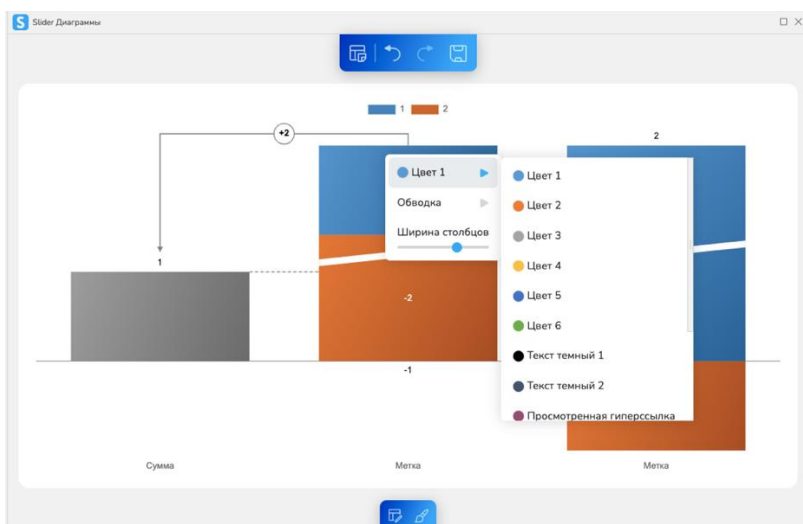 S Slider Диаграммы
1 2
+2
2
1
-2
-1
Цвет 1
Обводка
Ширина столбцов
Цвет 1
Цвет 2
Цвет 3
Цвет 4
Цвет 5
Цвет 6
Текст темный 1
Текст темный 2
Просмотренная гиперссылка
Сумма
Метка
Метка